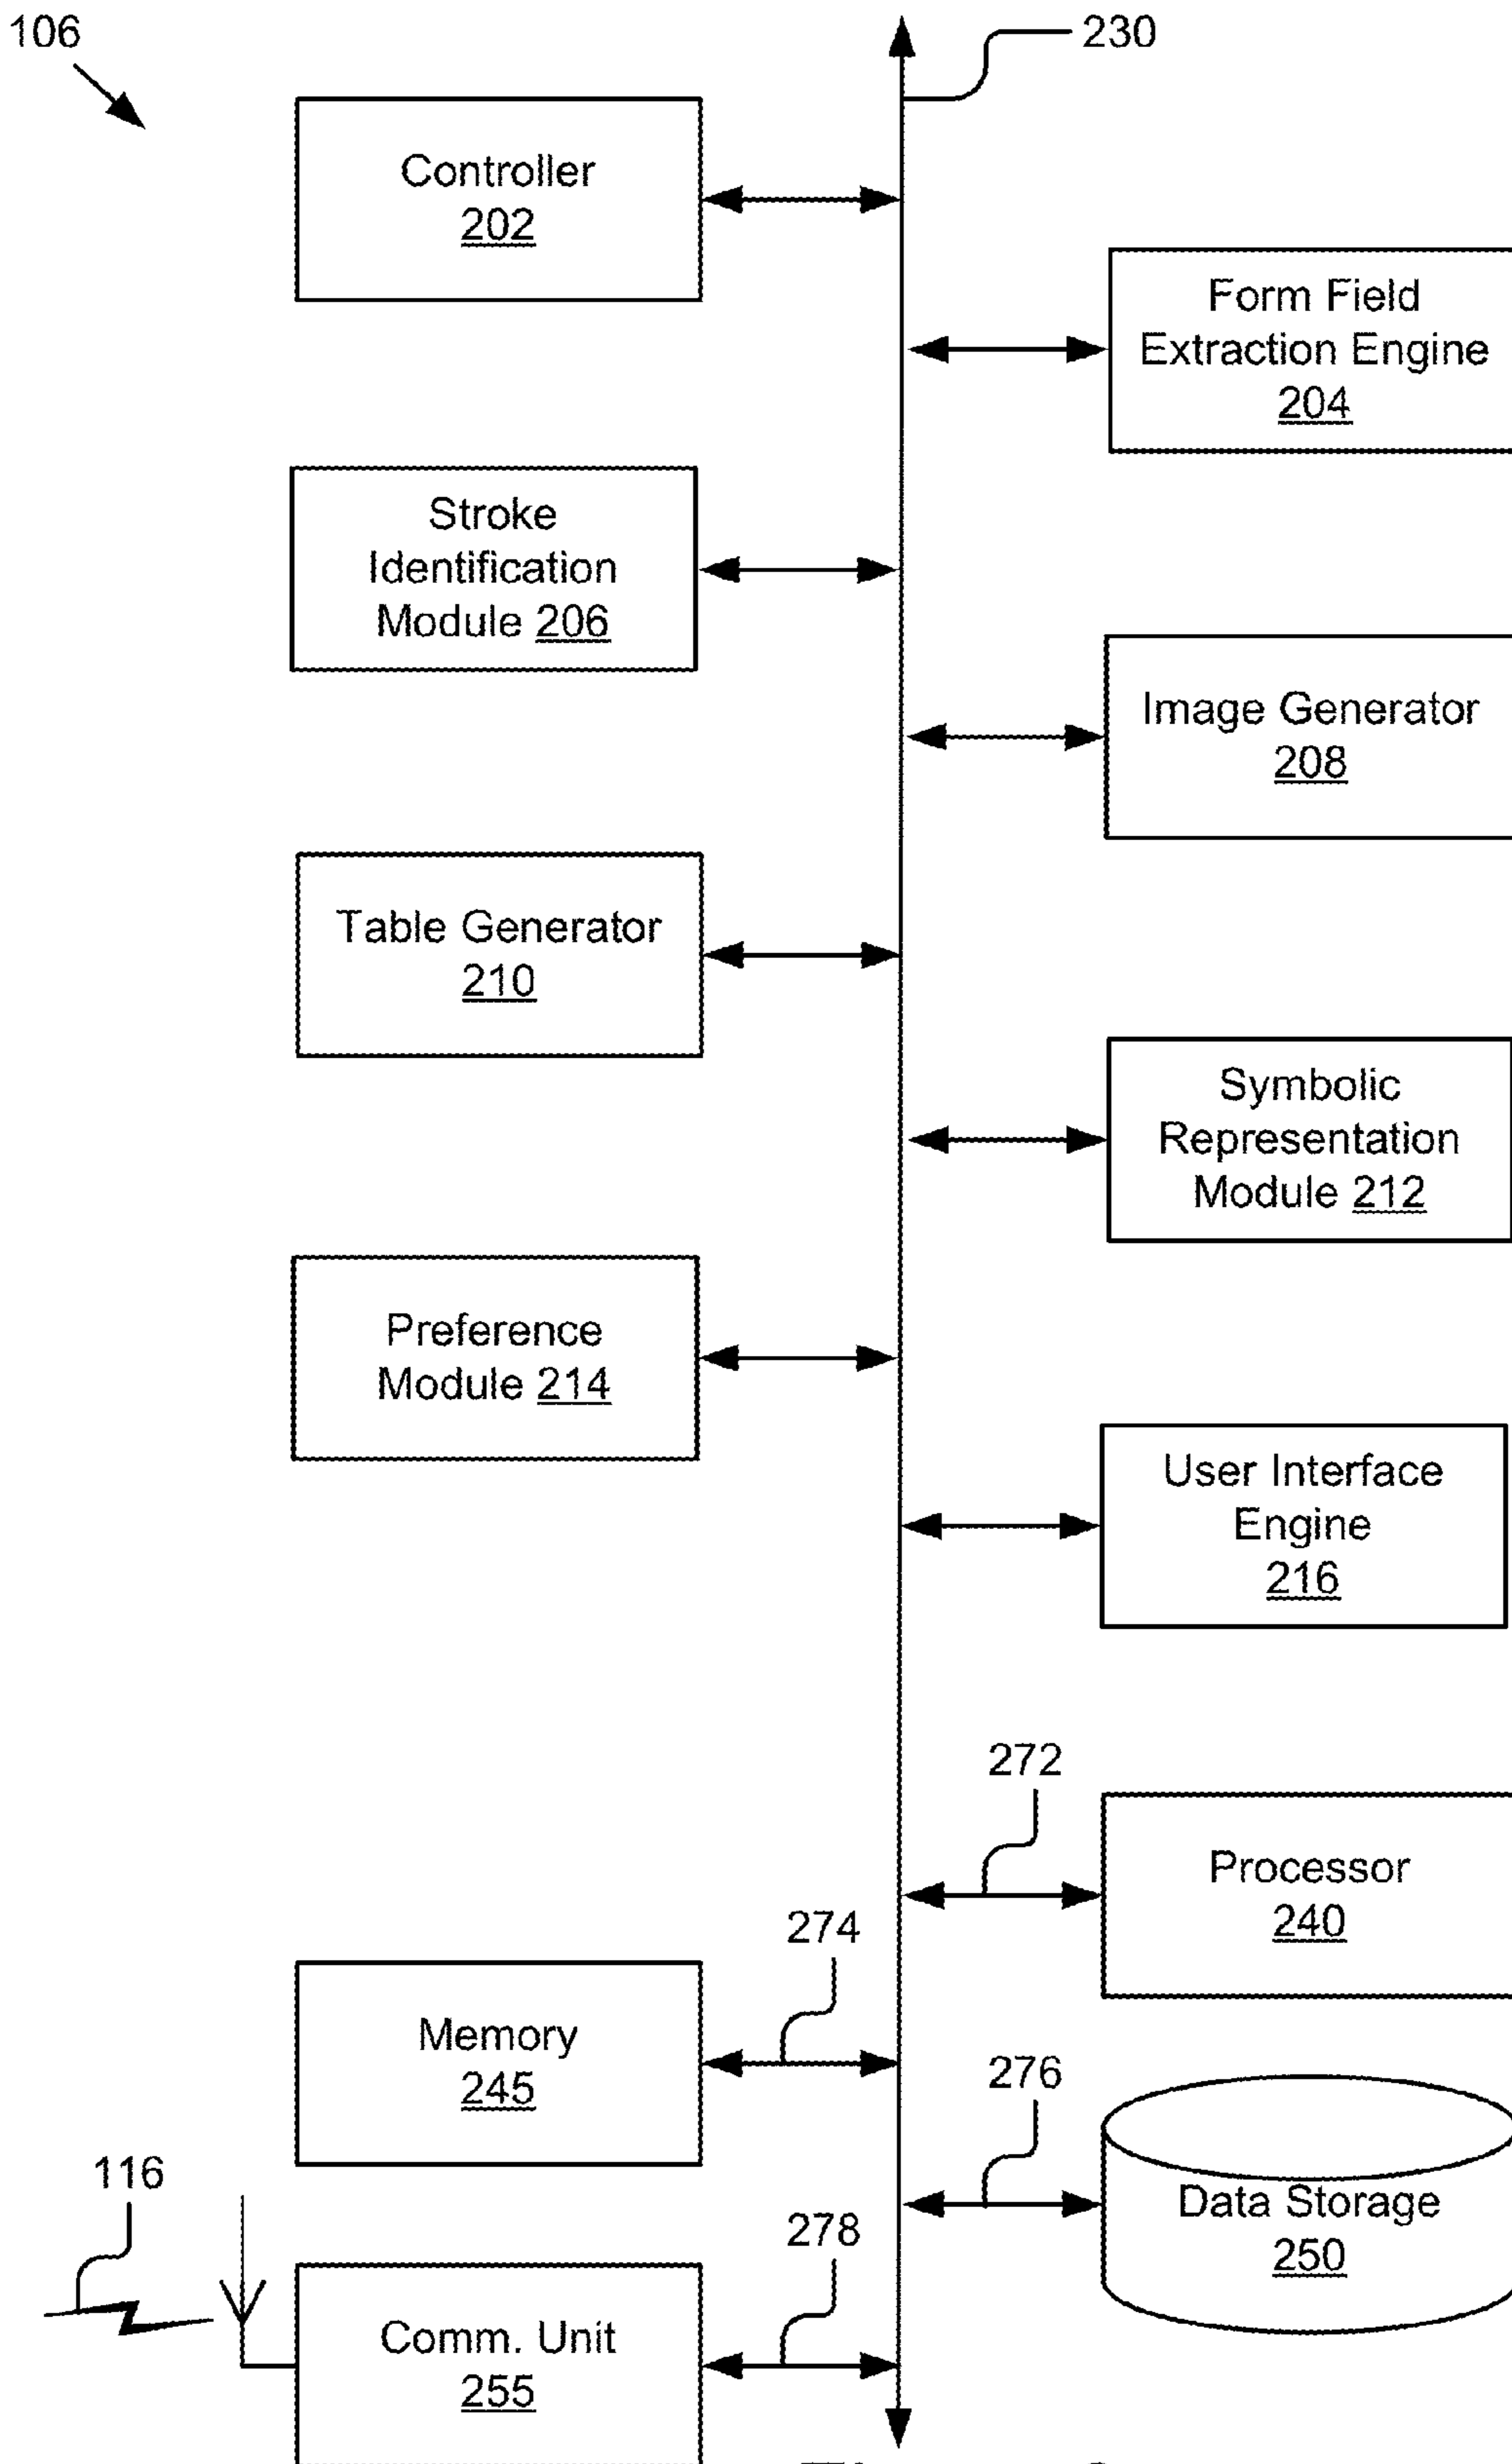 106
230
Controller
202
Form Field
Extraction Engine
204
Stroke
Identification
Module 206
Image Generator
208
Table Generator
210
Symbolic
Representation
Module 212
Preference
Module 214
User Interface
Engine
216
272
Processor
240
274
Memory
245
276
Data Storage
250
116
278
Comm. Unit
255